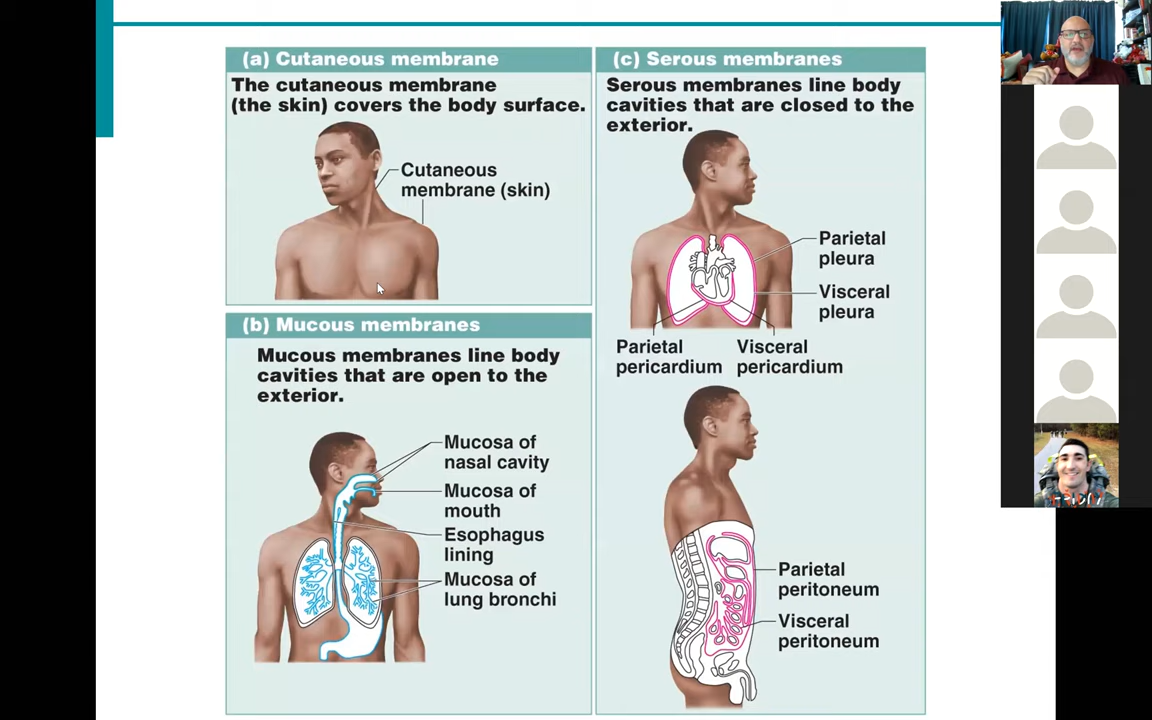 (a) Cutaneous membrane
The cutaneous membrane
(the skin) covers the body surface.
Cutaneous
membrane (skin)
(b) Mucous membranes
Mucous membranes line body
cavities that are open to the
exterior.
Mucosa of
nasal cavity
Mucosa of
mouth
Esophagus
lining
Mucosa of
lung bronchi
(c) Serous membranes
Serous membranes line body
cavities that are closed to the
exterior.
Parietal
pleura
Visceral
pleura
Parietal
pericardium
Visceral
pericardium
Parietal
peritoneum
Visceral
peritoneum